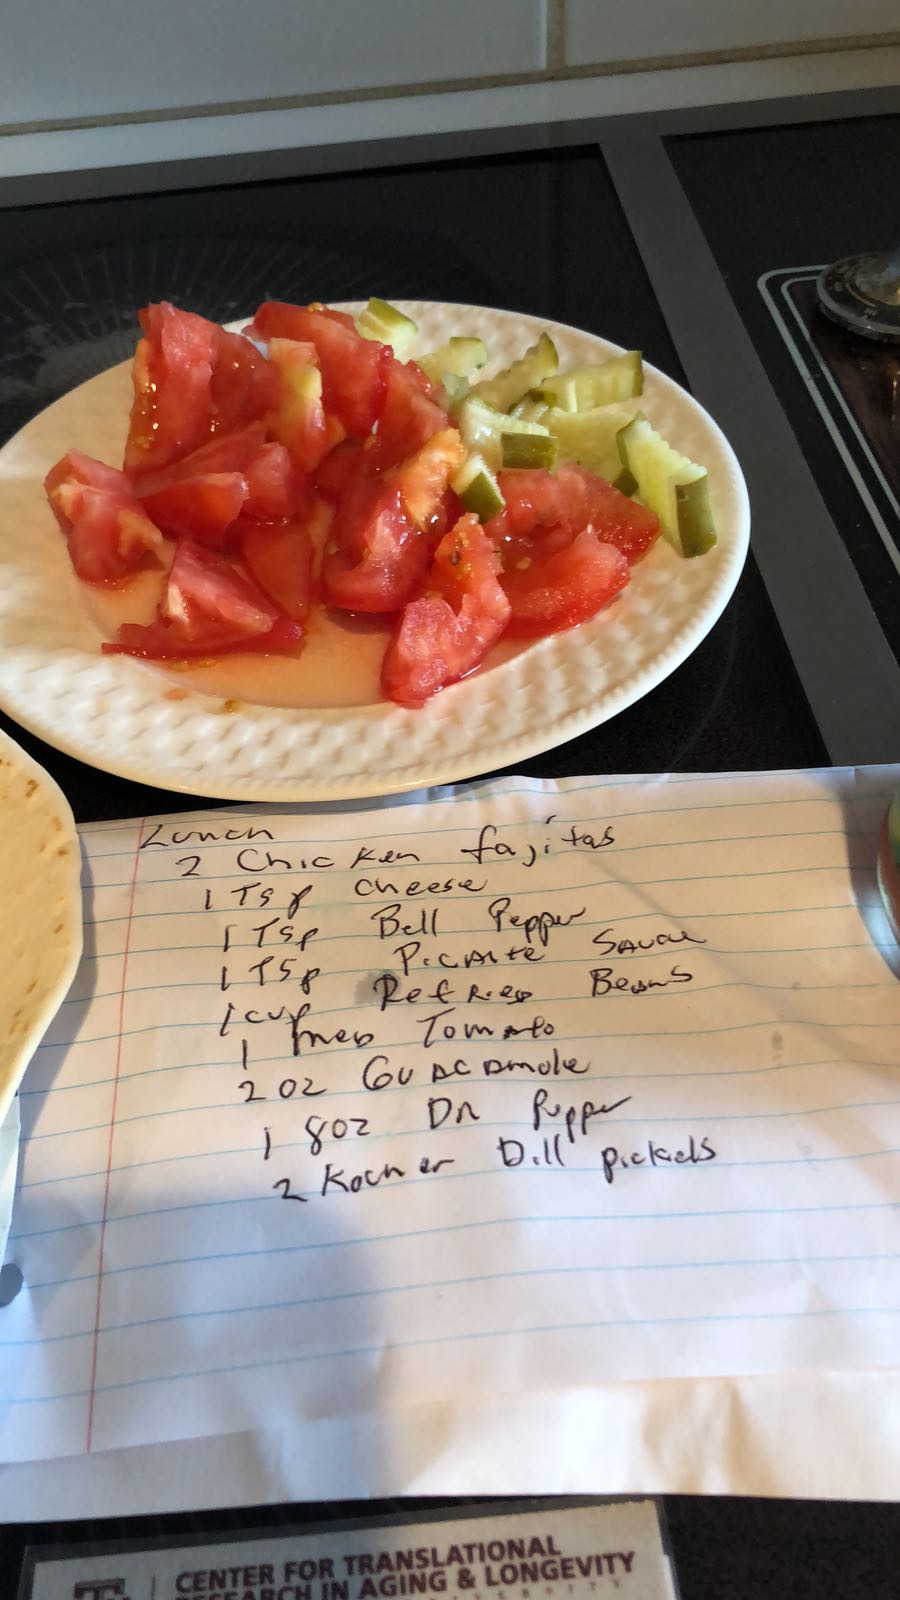 Lunch
2 Chicken fajitas
1 Tsp cheese
1 Tsp Bell Pepper
1 Tsp Picante Sauce
1 cup Refried Beans
1 med Tomato
2 oz Guacamole
1 8oz Dr Pepper
2 Kocher Dill pickels
CENTER FOR TRANSLATIONAL
RESEARCH IN AGING & LONGEVITY